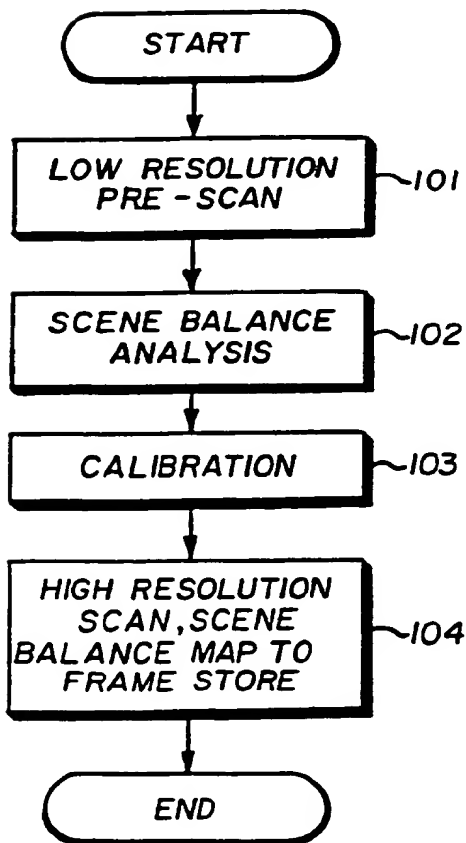 START
LOW RESOLUTION
PRE-SCAN
101
SCENE BALANCE
ANALYSIS
102
CALIBRATION
103
HIGH RESOLUTION
SCAN, SCENE
BALANCE MAP TO
FRAME STORE
104
END